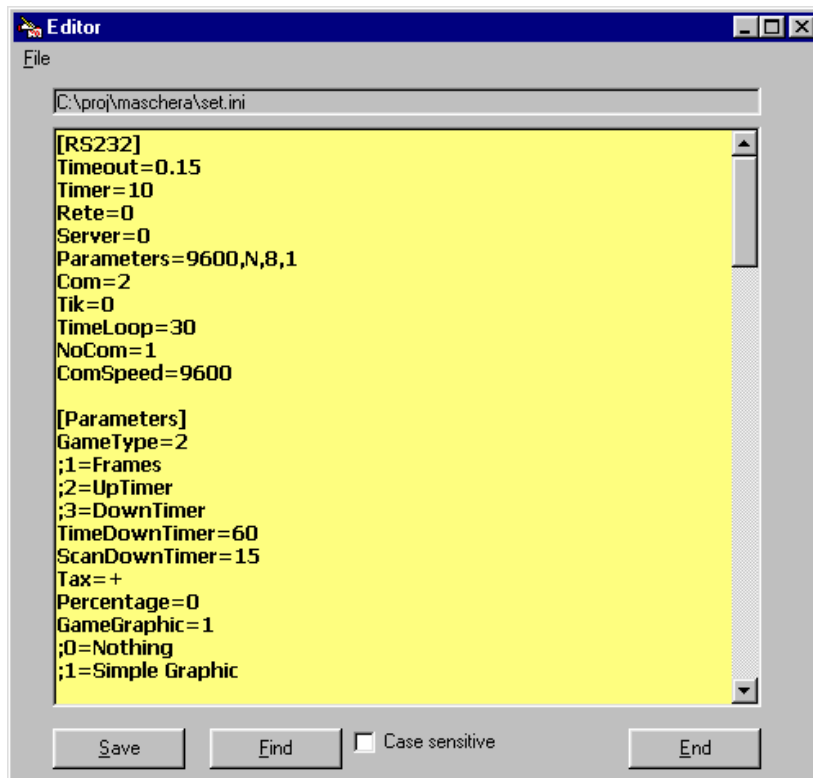 Editor
File
C:\proj\maschera\set.ini
[RS232]
Timeout=0.15
Timer=10
Rete=0
Server=0
Parameters=9600,N,8,1
Com=2
Tik=0
TimeLoop=30
NoCom=1
ComSpeed=9600
[Parameters]
GameType=2
;1=Frames
;2=UpTimer
;3=DownTimer
TimeDownTimer=60
ScanDownTimer=15
Tax=+
Percentage=0
GameGraphic=1
;0=Nothing
;1=Simple Graphic
Save Find Case sensitive End